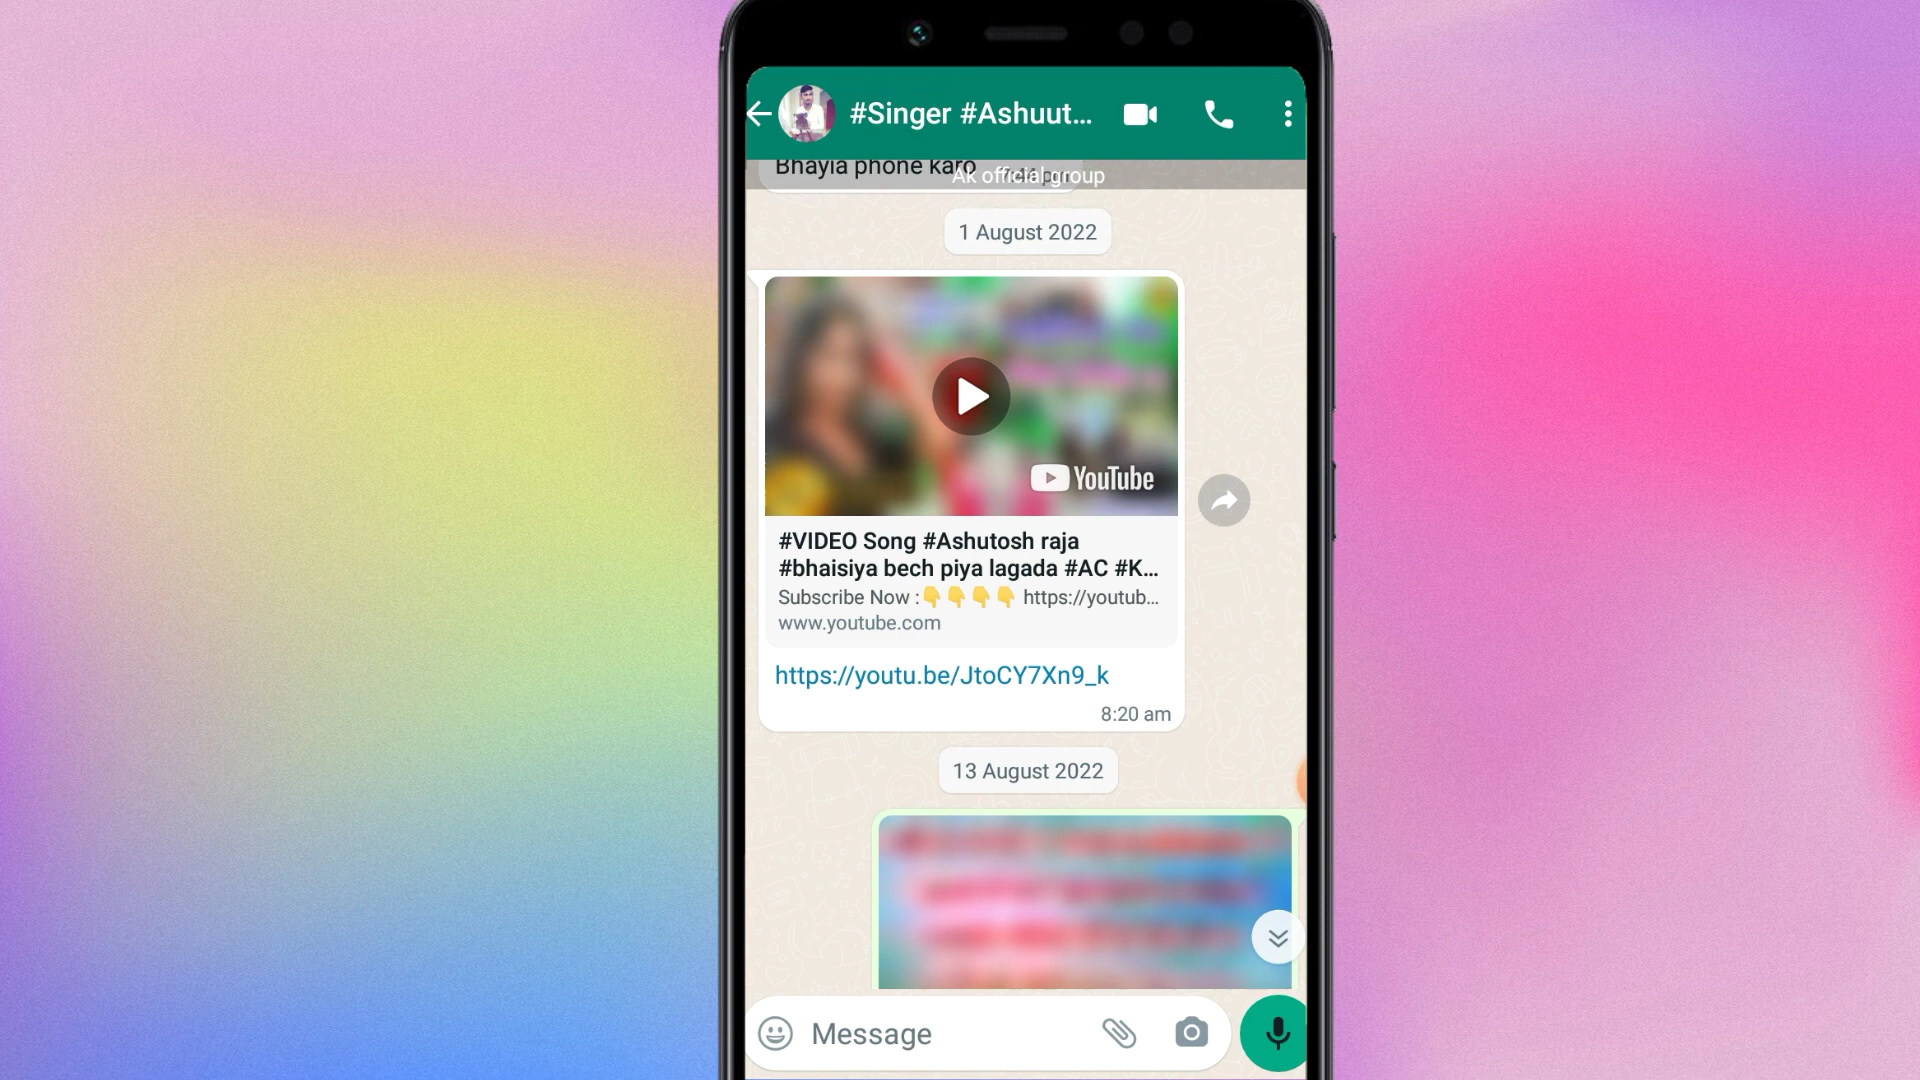 #Singer #Ashuut...
Bhayia phone karo
Ak official group
1 August 2022
YouTube
#VIDEO Song #Ashutosh raja
#bhaisiya bech piya lagada #AC #K...
Subscribe Now :👇👇👇👇 https://youtub...
www.youtube.com
https://youtu.be/JtoCY7Xn9_k
8:20 am
13 August 2022
Message